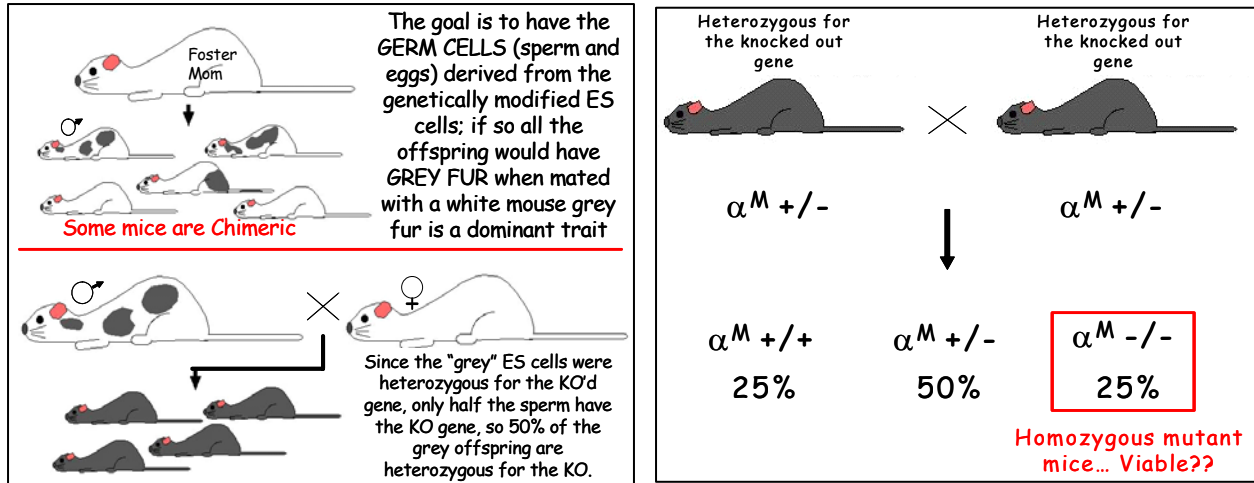 Foster
Mom
The goal is to have the
GERM CELLS (sperm and
eggs) derived from the
genetically modified ES
cells; if so all the
offspring would have
GREY FUR when mated
with a white mouse grey
fur is a dominant trait
Some mice are Chimeric
Since the “grey” ES cells were
heterozygous for the KO’d
gene, only half the sperm have
the KO gene, so 50% of the
grey offspring are
heterozygous for the KO.
Heterozygous for
the knocked out
gene
Heterozygous for
the knocked out
gene
αᴹ +/-
αᴹ +/-
αᴹ +/+
αᴹ +/-
αᴹ -/-
25%
50%
25%
Homozygous mutant
mice... Viable??